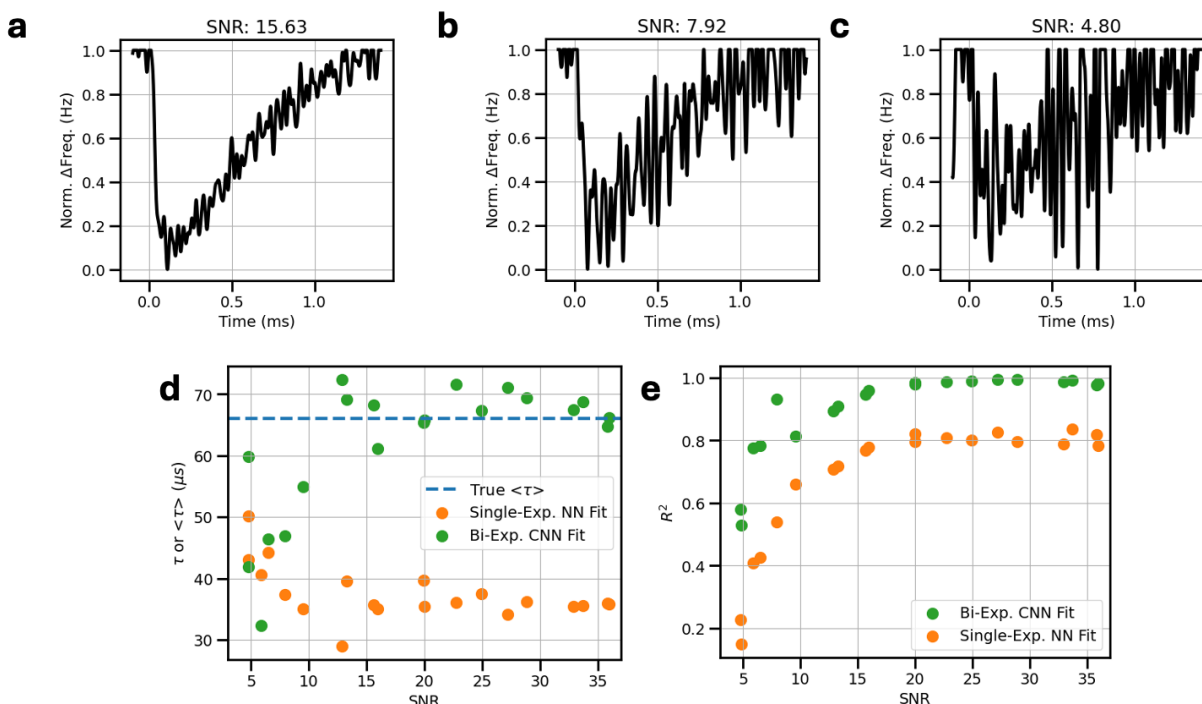 a
SNR: 15.63
1.0
0.8
0.6
0.4
0.2
0.0
Norm. ΔFreq. (Hz)
0.0 0.5 1.0
Time (ms)
b
SNR: 7.92
1.0
0.8
0.6
0.4
0.2
0.0
Norm. ΔFreq. (Hz)
0.0 0.5 1.0
Time (ms)
c
SNR: 4.80
1.0
0.8
0.6
0.4
0.2
0.0
Norm. ΔFreq. (Hz)
0.0 0.5 1.0
Time (ms)
d
70
60
50
40
30
τ or <τ> (μs)
True <τ>
Single-Exp. NN Fit
Bi-Exp. CNN Fit
5 10 15 20 25 30 35
SNR
e
1.0
0.8
0.6
0.4
0.2
R²
Bi-Exp. CNN Fit
Single-Exp. NN Fit
5 10 15 20 25 30 35
SNR